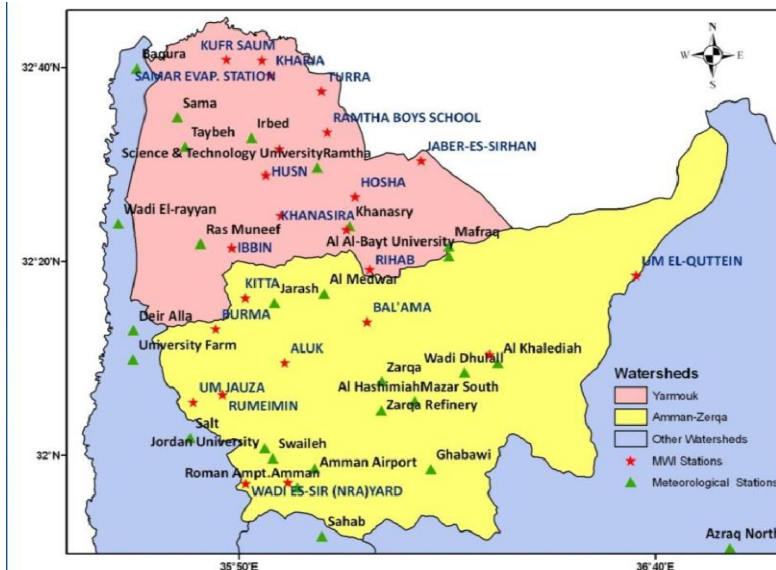 N
W E
S
32°40'N
Baqura
KUFR SAUM
KHARJA
SAMAR EVAP. STATION
TURRA
Sama
RAMTHA BOYS SCHOOL
Taybeh
Irbed
Science & Technology University
Ramtha
JABER-ES-SIRHAN
HUSN
HOSHA
Wadi El-rayyan
KHANASIRA
Khanasry
Ras Muneef
Al Al-Bayt University
Mafraq
IBBIN
32°20'N
RIHAB
UM EL-QUTTEIN
KITTA
Jarash
Al Medwar
Deir Alla
BURMA
BAL'AMA
University Farm
ALUK
Al Khalediah
Wadi Dhulall
Zarqa
Al Hashimiah
Mazar South
UM JAUZA
RUMEIMIN
Zarqa Refinery
Salt
Jordan University
Swaileh
32°N
Roman Ampt.
Amman
Amman Airport
Ghabawi
WADI ES-SIR (NRA)
YARD
Sahab
Azraq North
Watersheds
Yarmouk
Amman-Zerqa
Other Watersheds
MWI Stations
Meteorological Stations
35°50'E
36°40'E